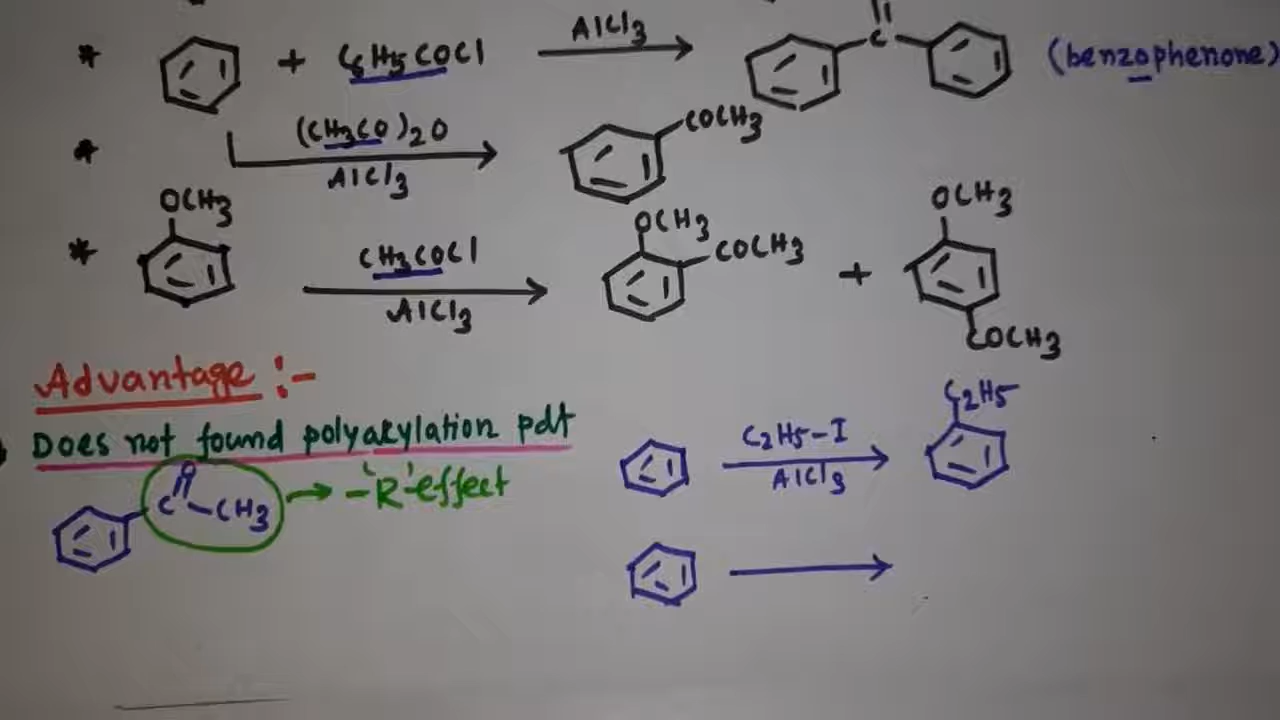 * + C6H5COCl AlCl3 C (benzophenone)
* (CH3CO)2O AlCl3 COCH3
* OCH3 CH3COCl AlCl3 OCH3 COCH3 + OCH3 COCH3
Advantage :-
Does not found polyacylation pdt
C2H5-I AlCl3 C2H5
C O -CH3 → -'R' effect